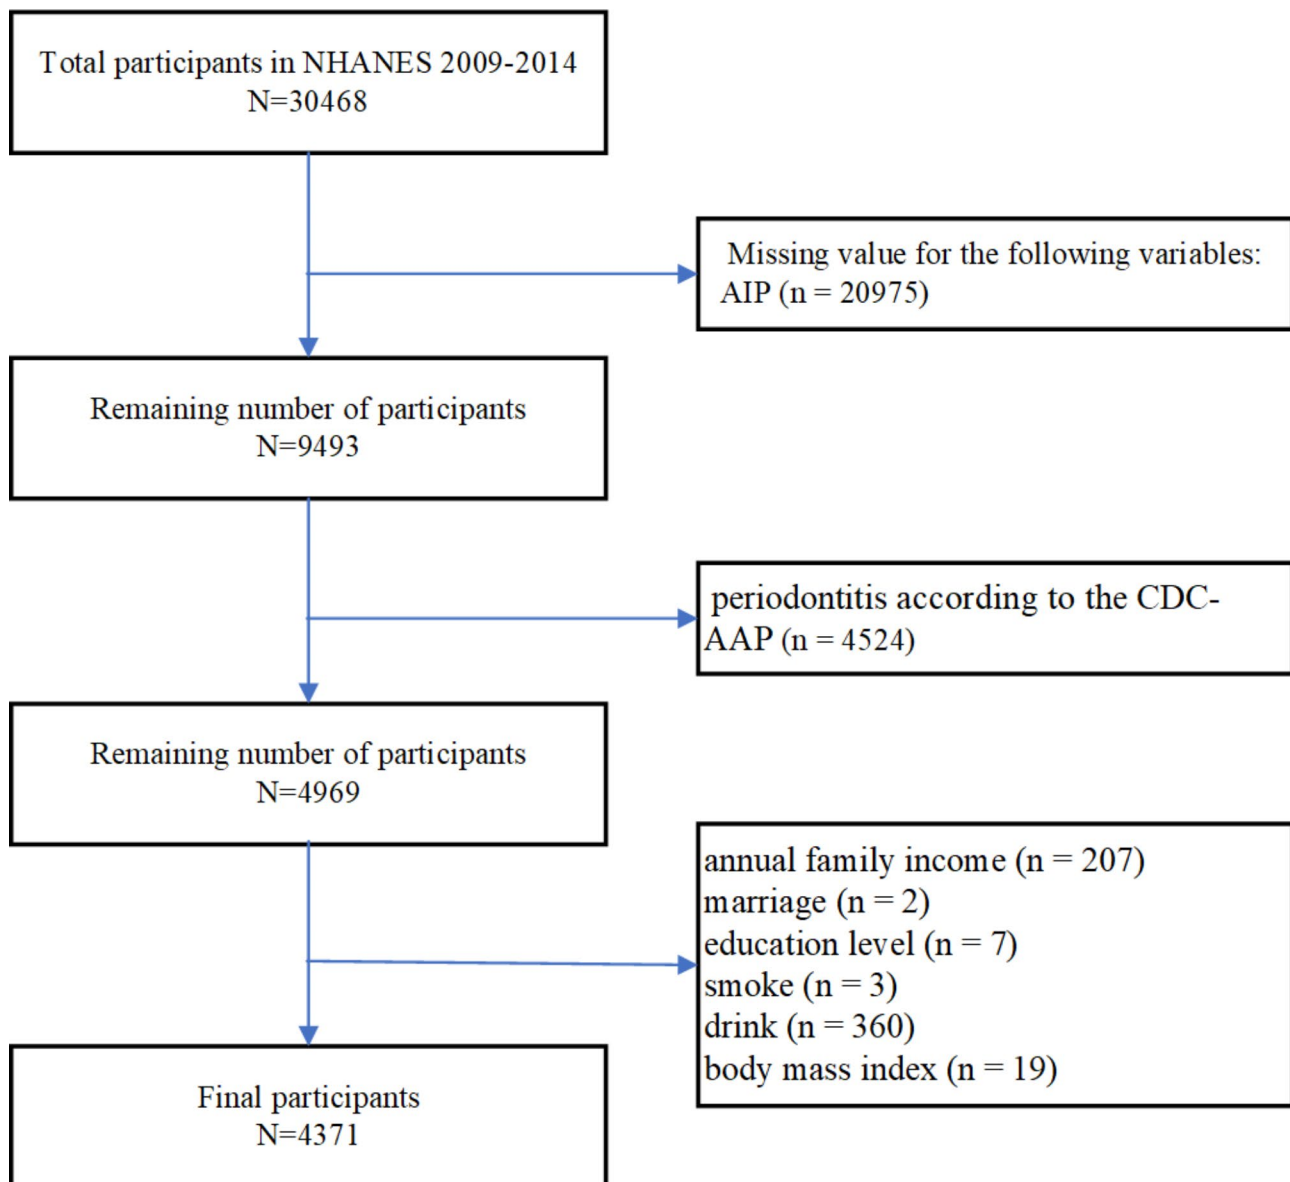 Total participants in NHANES 2009-2014
N=30468
Missing value for the following variables:
AIP (n = 20975)
Remaining number of participants
N=9493
periodontitis according to the CDC-
AAP (n = 4524)
Remaining number of participants
N=4969
annual family income (n = 207)
marriage (n = 2)
education level (n = 7)
smoke (n = 3)
drink (n = 360)
body mass index (n = 19)
Final participants
N=4371